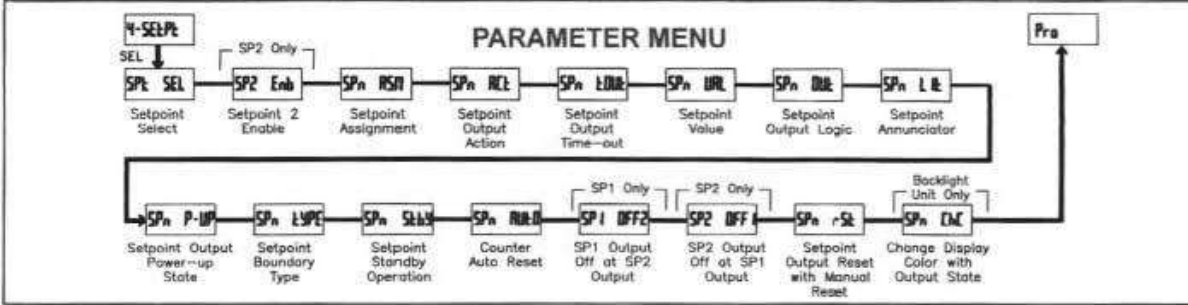 4-SEtPt
PARAMETER MENU
Pro
SEL
SP2 Only
SPt SEL
SP2 Enb
SPn ASN
SPn ACt
SPn tOUt
SPn VAL
SPn OUt
SPn Lit
Setpoint Select
Setpoint 2 Enable
Setpoint Assignment
Setpoint Output Action
Setpoint Output Time-out
Setpoint Value
Setpoint Output Logic
Setpoint Annunciator
SP1 Only
SP2 Only
Backlight Unit Only
SPn P-UP
SPn tYPE
SPn Stby
SPn AUtO
SP1 OFF2
SP2 OFF1
SPn rSt
SPn ChC
Setpoint Output Power-up State
Setpoint Boundary Type
Setpoint Standby Operation
Counter Auto Reset
SP1 Output Off at SP2 Output
SP2 Output Off at SP1 Output
Setpoint Output Reset with Manual Reset
Change Display Color with Output State